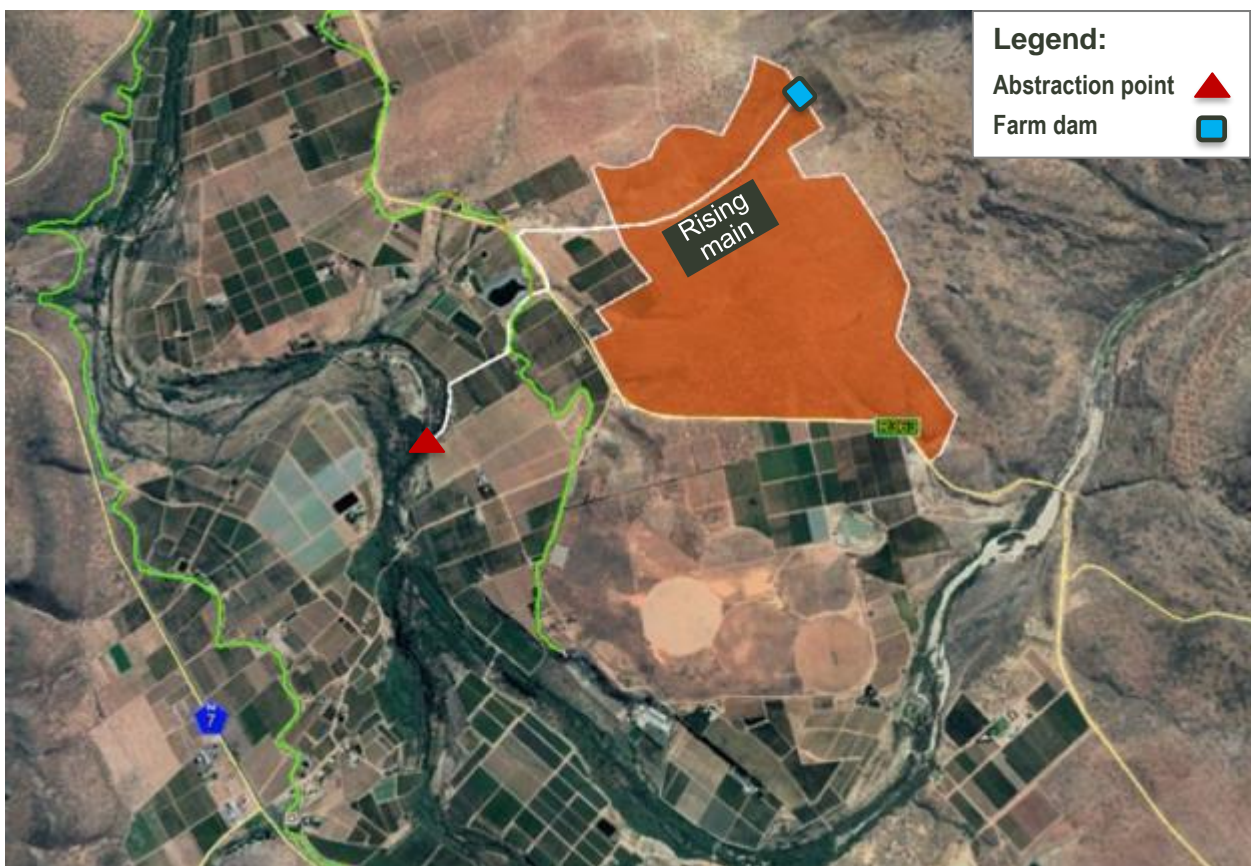 Legend:
Abstraction point
Farm dam
Rising
main
7